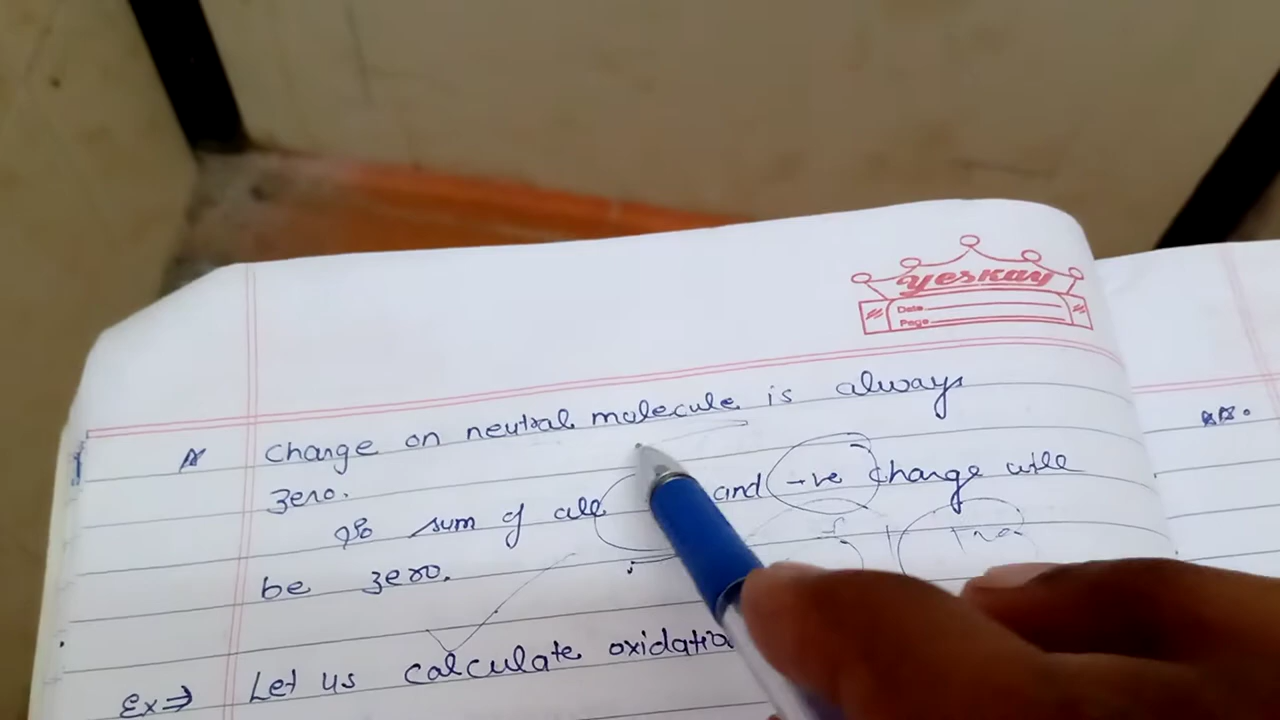 YESKAY
Date
Page
Change on neutral molecule is always
zero.
sum of all and -ve change will
be zero.
Ex ⇒ Let us calculate oxidatio